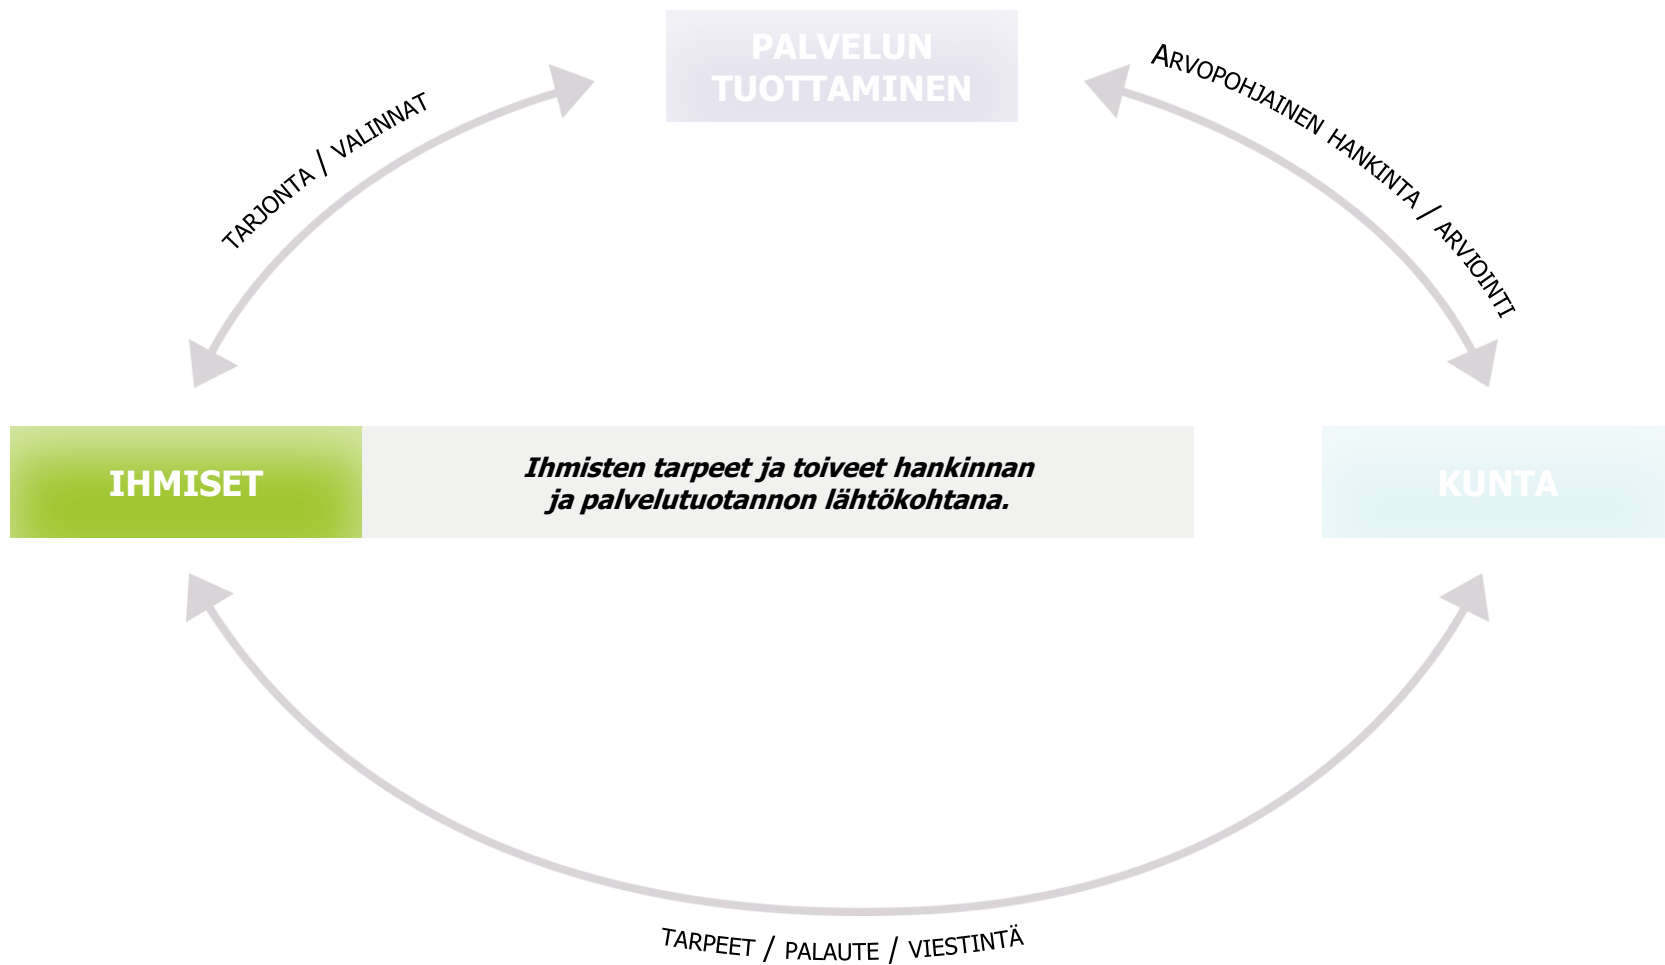 PALVELUN
TUOTTAMINEN
TARJONTA / VALINNAT
ARVOPOHJAINEN HANKINTA / ARVIOINTI
IHMISET
Ihmisten tarpeet ja toiveet hankinnan
ja palvelutuotannon lähtökohtana.
KUNTA
TARPEET / PALAUTE / VIESTINTÄ